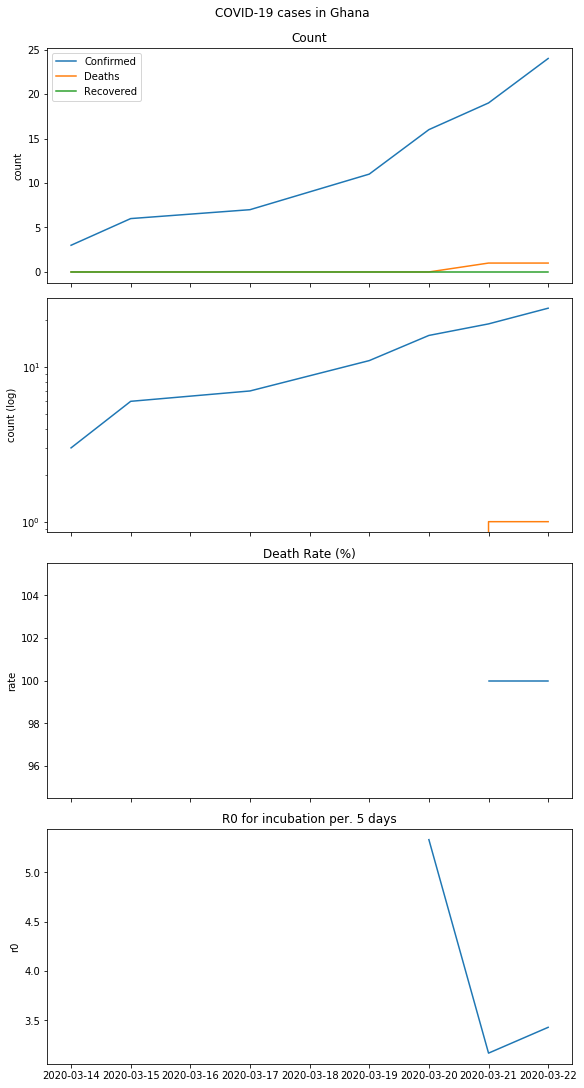 COVID-19 cases in Ghana
Count
25
20
15
10
5
0
count
Confirmed
Deaths
Recovered
10¹
10⁰
count (log)
Death Rate (%)
104
102
100
98
96
rate
R0 for incubation per. 5 days
5.0
4.5
4.0
3.5
r0
2020-03-14 2020-03-15 2020-03-16 2020-03-17 2020-03-18 2020-03-19 2020-03-20 2020-03-21 2020-03-22